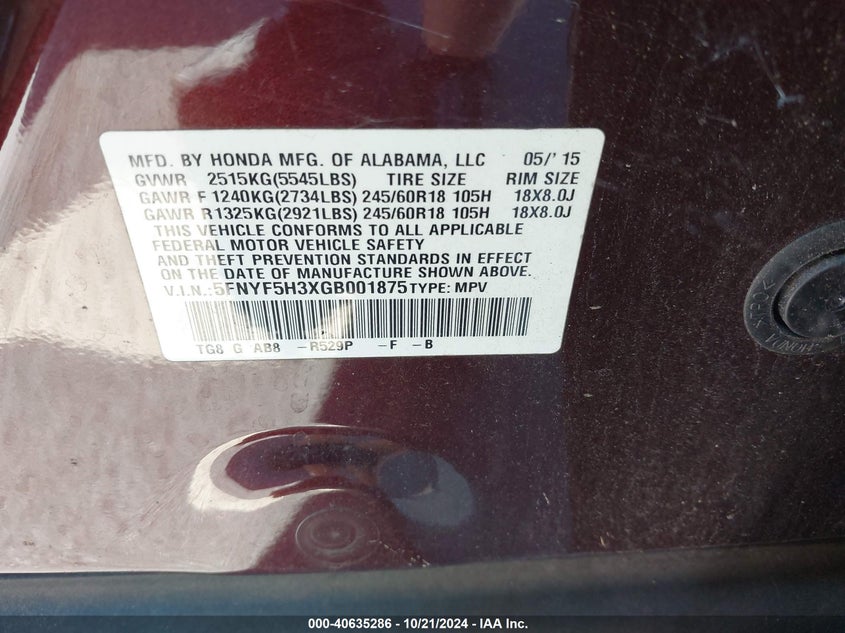 MFD. BY HONDA MFG. OF ALABAMA, LLC 05/'15
GVWR 2515KG(5545LBS) TIRE SIZE RIM SIZE
GAWR F 1240KG(2734LBS) 245/60R18 105H 18X8.0J
GAWR R1325KG(2921LBS) 245/60R18 105H 18X8.0J
THIS VEHICLE CONFORMS TO ALL APPLICABLE
FEDERAL MOTOR VEHICLE SAFETY
AND THEFT PREVENTION STANDARDS IN EFFECT
ON THE DATE OF MANUFACTURE SHOWN ABOVE.
V.I.N.:5FNYF5H3XGB001875 TYPE: MPV
TG8 G AB8 -R529P -F -B
000-40635286 - 10/21/2024 - IAA Inc.